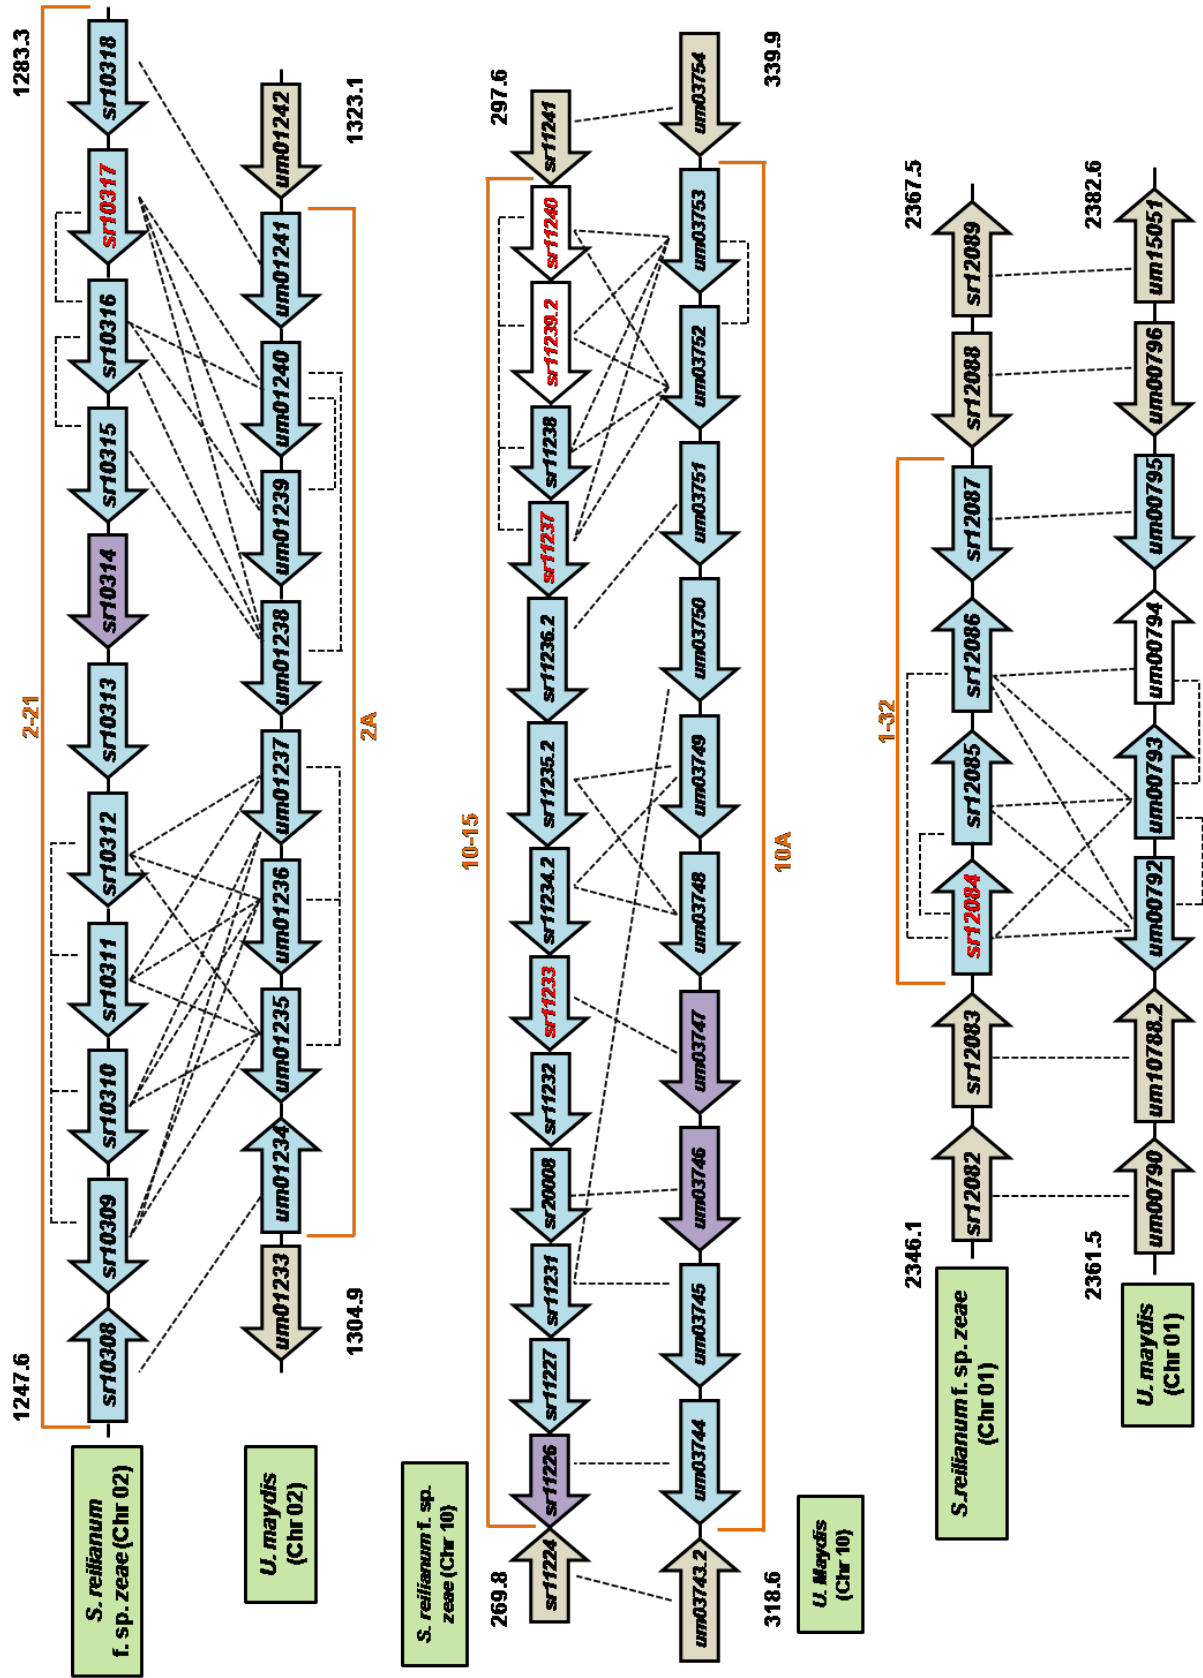 1247.6
2-21
1283.3
S. reilianum
f. sp. zeae (Chr 02)
sr10308
sr10309
sr10310
sr10311
sr10312
sr10313
sr10314
sr10315
sr10316
sr10317
sr10318
U. maydis
(Chr 02)
um01233
um01234
um01235
um01236
um01237
um01238
um01239
um01240
um01241
um01242
1304.9
2A
1323.1
S. reilianum f. sp.
zeae (Chr 10)
10-15
269.8
297.6
sr11224
sr11226
sr11227
sr11231
sr20008
sr11232
sr11233
sr11234.2
sr11235.2
sr11236.2
sr11237
sr11238
sr11239.2
sr11240
sr11241
um03743.2
um03744
um03745
um03746
um03747
um03748
um03749
um03750
um03751
um03752
um03753
um03754
318.6
10A
339.9
U. Maydis
(Chr 10)
1-32
2346.1
2367.5
S.reilianum f. sp. zeae
(Chr 01)
sr12082
sr12083
sr12084
sr12085
sr12086
sr12087
sr12088
sr12089
2361.5
2382.6
U. maydis
(Chr 01)
um00790
um10788.2
um00792
um00793
um00794
um00795
um00796
um15051